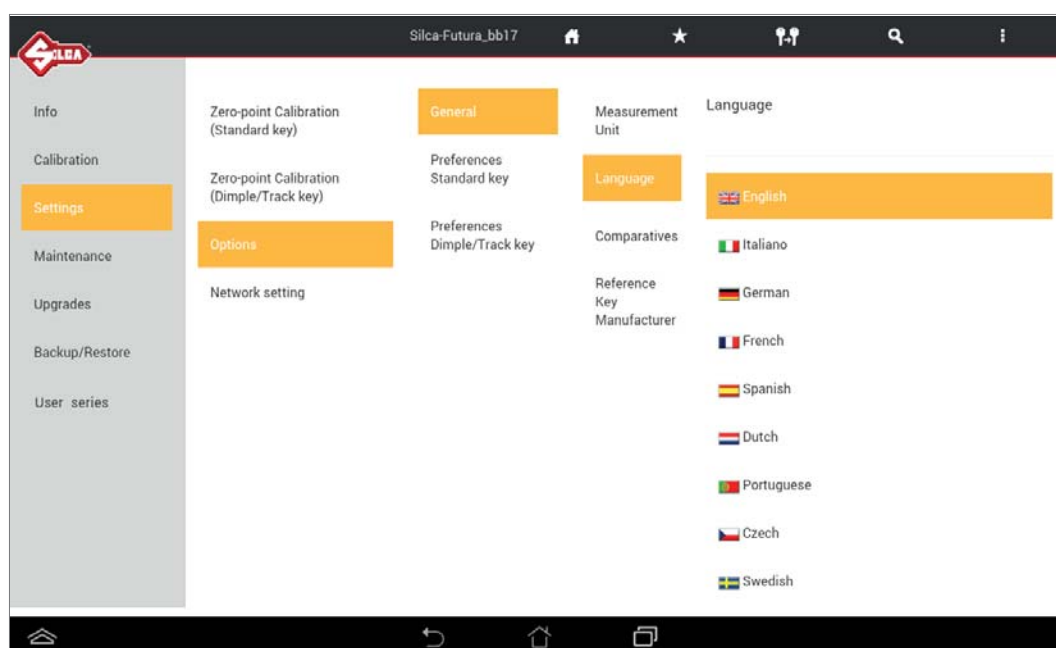 SILCA
Silca-Futura_bb17
Info
Calibration
Settings
Maintenance
Upgrades
Backup/Restore
User series
Zero-point Calibration
(Standard key)
Zero-point Calibration
(Dimple/Track key)
Options
Network setting
General
Preferences
Standard key
Preferences
Dimple/Track key
Measurement
Unit
Language
Comparatives
Reference
Key
Manufacturer
Language
English
Italiano
German
French
Spanish
Dutch
Portuguese
Czech
Swedish